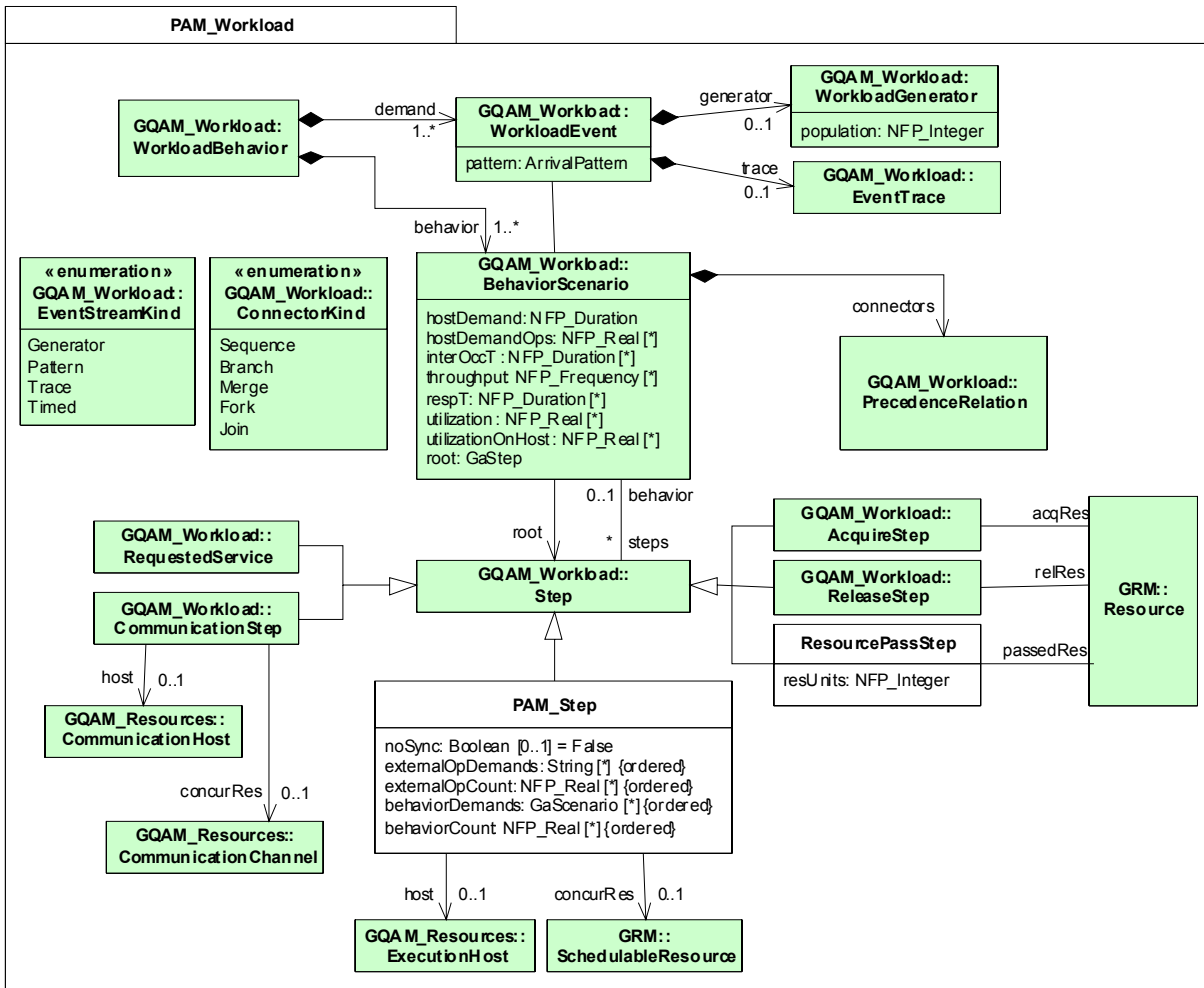 PAM_Workload
GQAM_Workload::
WorkloadBehavior
demand
1..*
GQAM_Workload::
WorkloadEvent
pattern: ArrivalPattern
generator
0..1
GQAM_Workload::
WorkloadGenerator
population: NFP_Integer
trace
0..1
GQAM_Workload::
EventTrace
behavior
1..*
« enumeration »
GQAM_Workload::
EventStreamKind
Generator
Pattern
Trace
Timed
« enumeration »
GQAM_Workload::
ConnectorKind
Sequence
Branch
Merge
Fork
Join
GQAM_Workload::
BehaviorScenario
hostDemand: NFP_Duration
hostDemandOps: NFP_Real [*]
interOccT : NFP_Duration [*]
throughput: NFP_Frequency [*]
respT: NFP_Duration [*]
utilization : NFP_Real [*]
utilizationOnHost : NFP_Real [*]
root: GaStep
connectors
GQAM_Workload::
PrecedenceRelation
0..1
behavior
root
*
steps
GQAM_Workload::
RequestedService
GQAM_Workload::
CommunicationStep
GQAM_Workload::
Step
GQAM_Workload::
AcquireStep
acqRes
GQAM_Workload::
ReleaseStep
relRes
ResourcePassStep
resUnits: NFP_Integer
passedRes
GRM::
Resource
host
0..1
GQAM_Resources::
CommunicationHost
concurRes
0..1
GQAM_Resources::
CommunicationChannel
PAM_Step
noSync: Boolean [0..1] = False
externalOpDemands: String [*] {ordered}
externalOpCount: NFP_Real [*] {ordered}
behaviorDemands: GaScenario [*] {ordered}
behaviorCount: NFP_Real [*] {ordered}
host
0..1
concurRes
0..1
GQAM_Resources::
ExecutionHost
GRM::
SchedulableResource